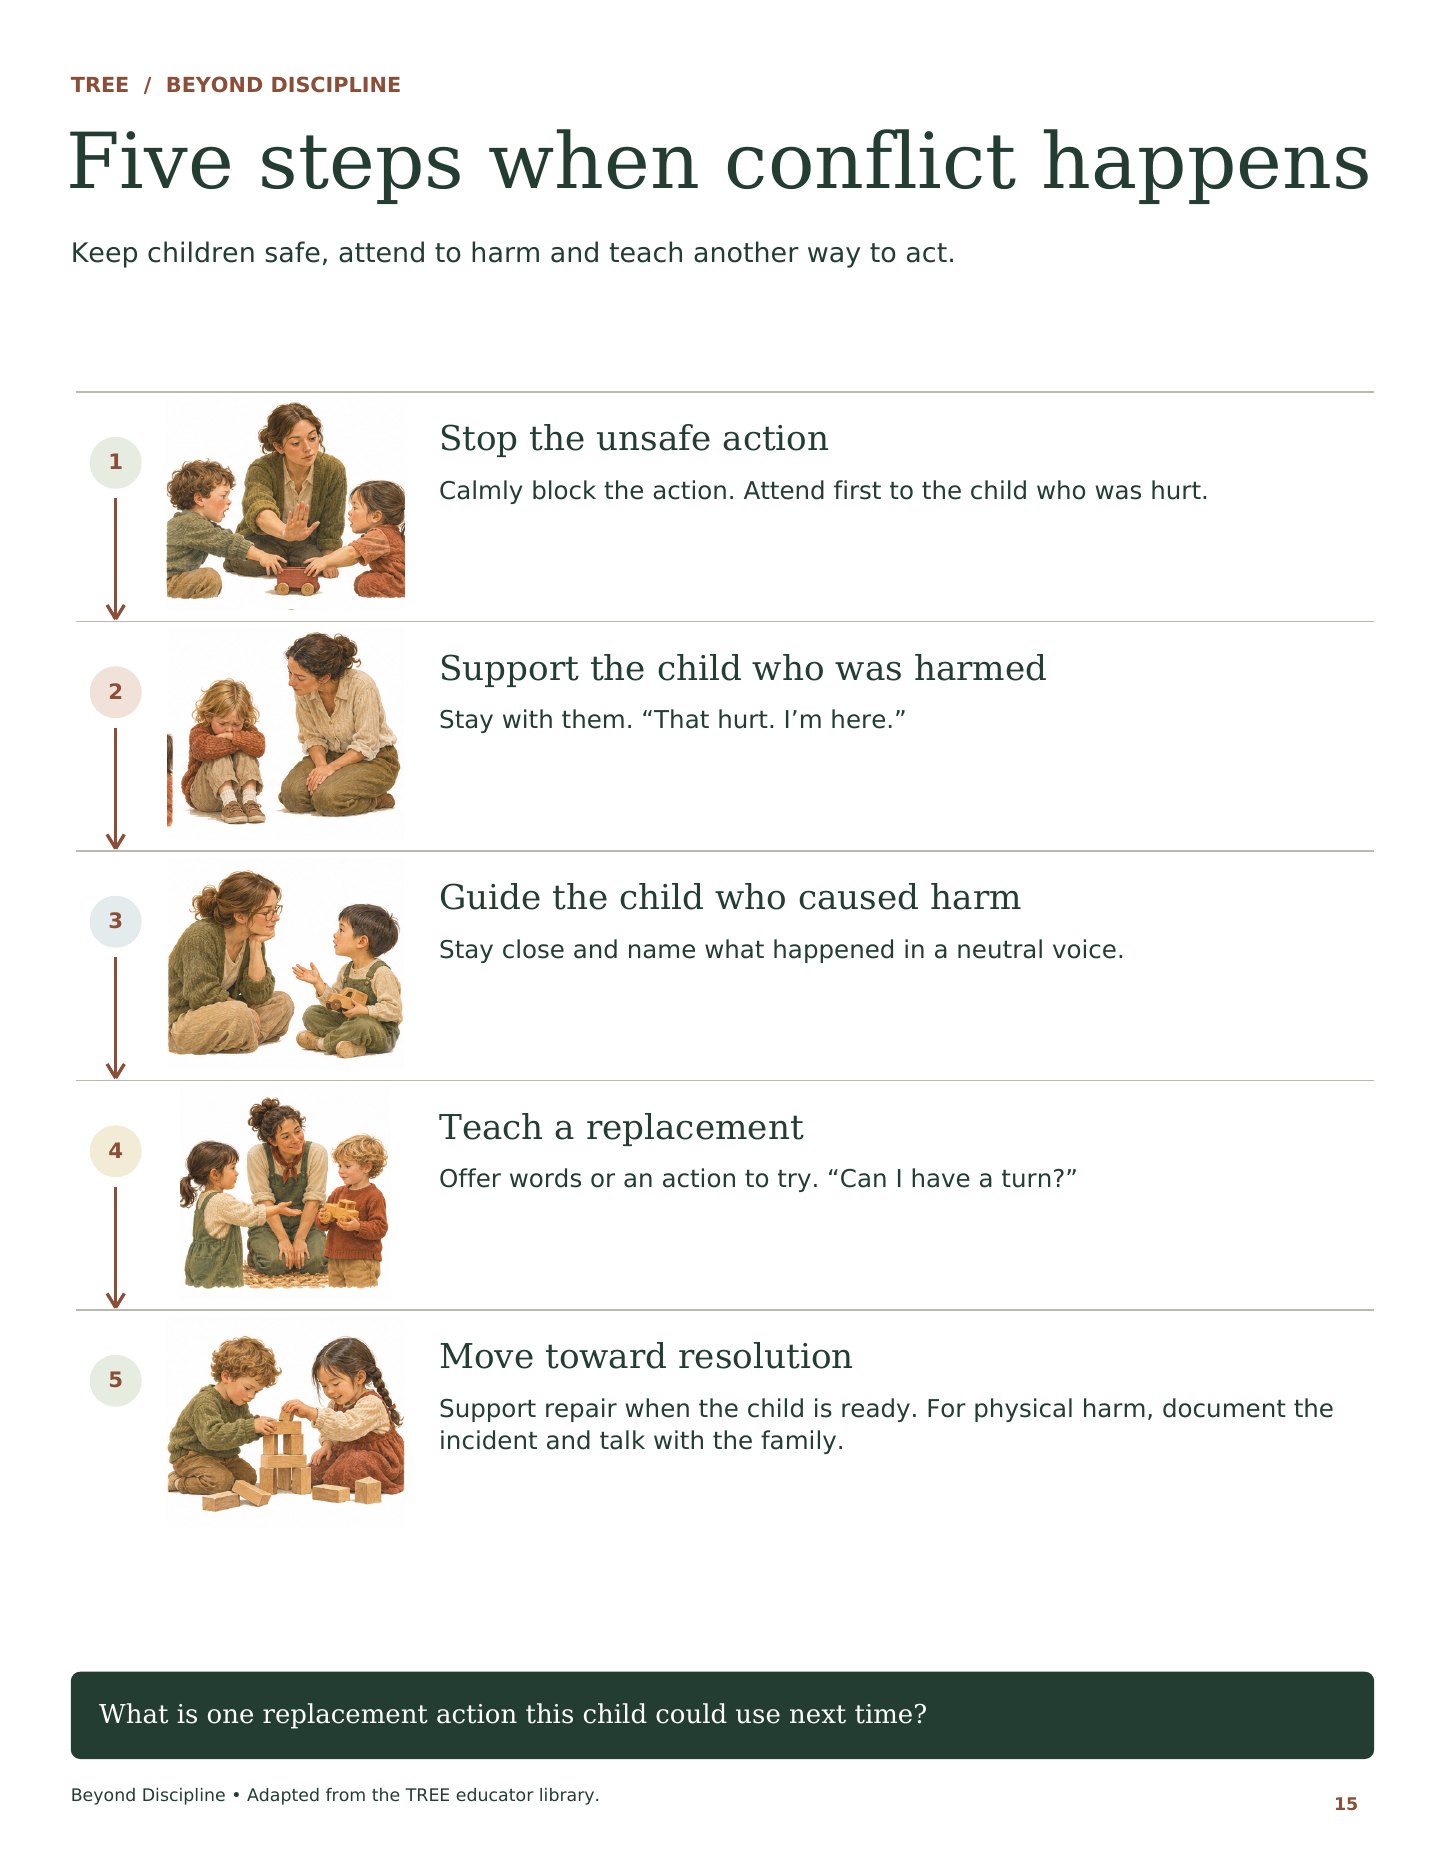 TREE / BEYOND DISCIPLINE
Five steps when conflict happens
Keep children safe, attend to harm and teach another way to act.
1
Stop the unsafe action
Calmly block the action. Attend first to the child who was hurt.
2
Support the child who was harmed
Stay with them. “That hurt. I’m here.”
3
Guide the child who caused harm
Stay close and name what happened in a neutral voice.
4
Teach a replacement
Offer words or an action to try. “Can I have a turn?”
5
Move toward resolution
Support repair when the child is ready. For physical harm, document the
incident and talk with the family.
What is one replacement action this child could use next time?
Beyond Discipline • Adapted from the TREE educator library.
15